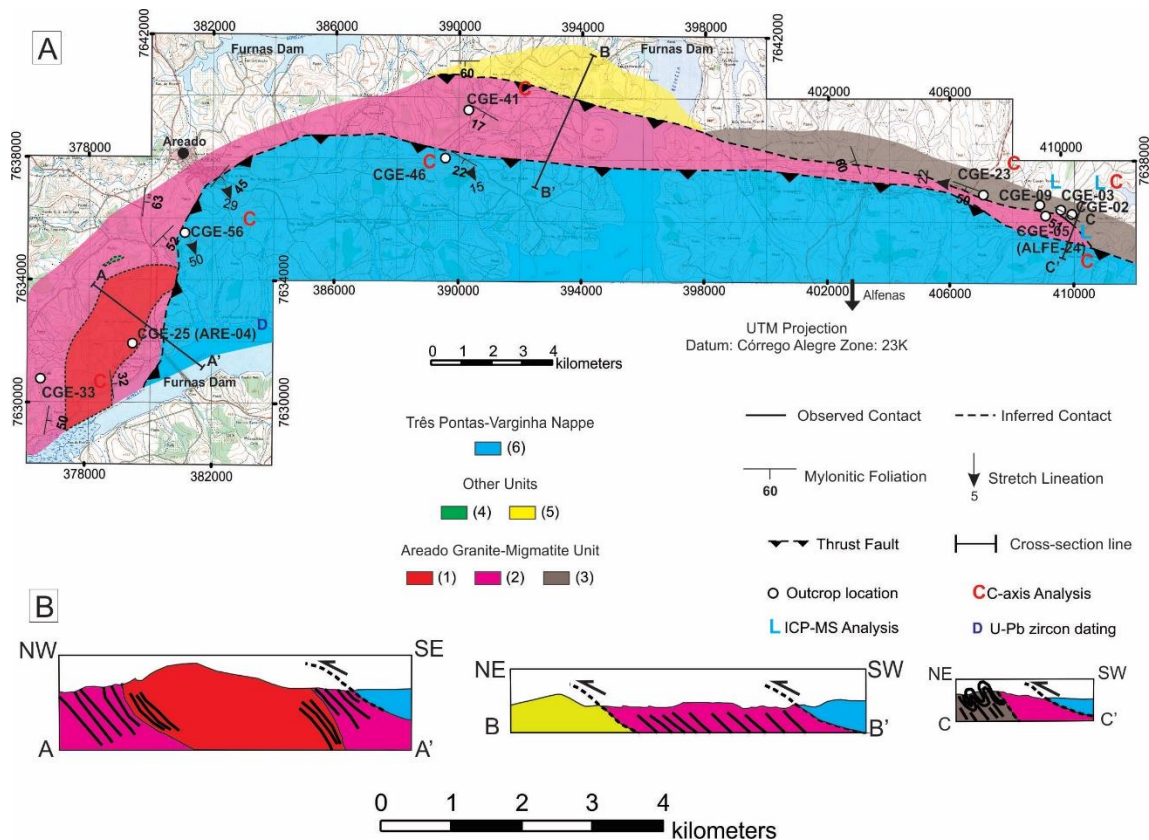 A
382000
390000
394000
7642000
Furnas Dam
386000
Furnas Dam
398000
B
7642000
60
C
402000
406000
CGE-41
17
378000
Areado
7638000
410000
7638000
C
CGE-46
22
15
B'
60
22
CGE-23
C
L
L
C
CGE-09
CGE-03
CGE-02
45
29
63
C
50
51
C
CGE-05
(ALFE-24)
L
C'
C
52
CGE-56
50
A
7634000
386000
390000
394000
398000
402000
406000
410000
7634000
Alfenas
CGE-25 (ARE-04)
D
A'
UTM Projection
Datum: Córrego Alegre Zone: 23K
0 1 2 3 4
kilometers
CGE-33
C
32
Furnas Dam
50
7630000
7630000
378000
382000
Três Pontas-Varginha Nappe
(6)
Other Units
(4)
(5)
Areado Granite-Migmatite Unit
(1)
(2)
(3)
Observed Contact
Inferred Contact
60
Mylonitic Foliation
5
Stretch Lineation
Thrust Fault
Cross-section line
Outcrop location
C
C-axis Analysis
L
ICP-MS Analysis
D
U-Pb zircon dating
B
NW
SE
A
A'
NE
SW
B
B'
NE
SW
C
C'
0 1 2 3 4
kilometers